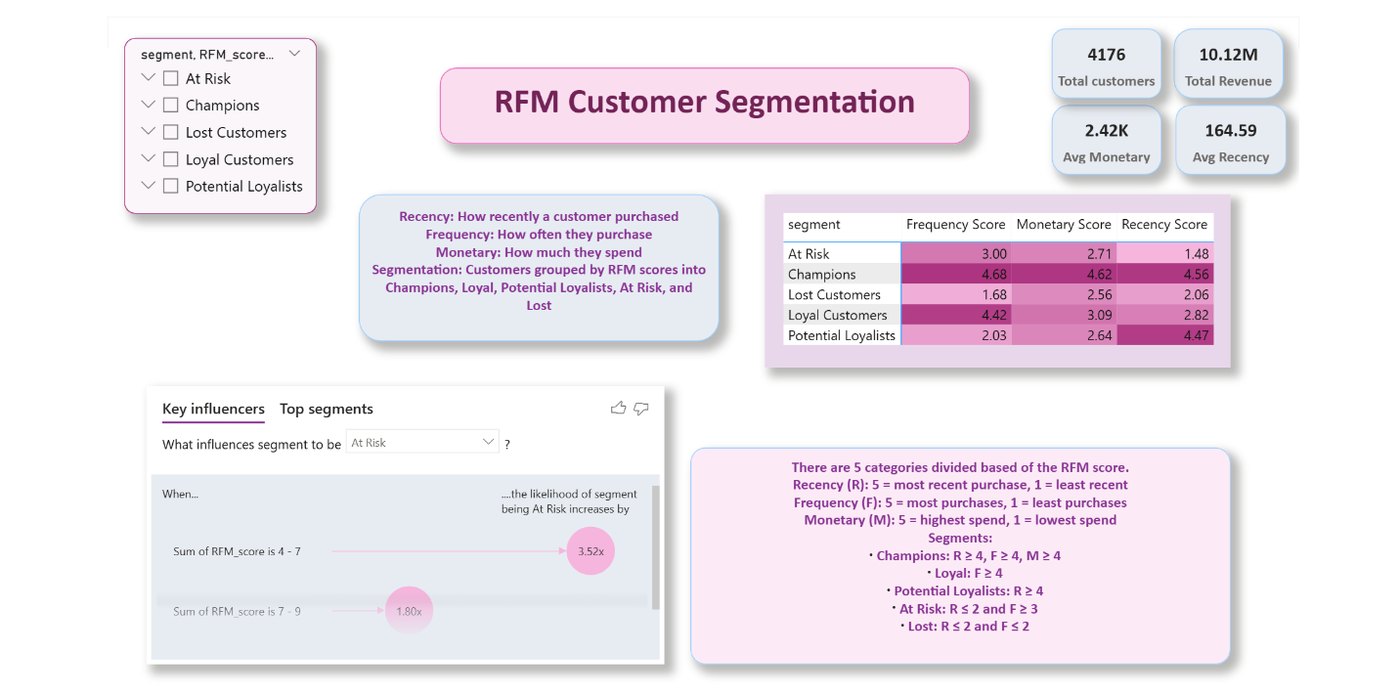 segment, RFM_score...
At Risk
Champions
Lost Customers
Loyal Customers
Potential Loyalists
RFM Customer Segmentation
4176
Total customers
10.12M
Total Revenue
2.42K
Avg Monetary
164.59
Avg Recency
Recency: How recently a customer purchased
Frequency: How often they purchase
Monetary: How much they spend
Segmentation: Customers grouped by RFM scores into
Champions, Loyal, Potential Loyalists, At Risk, and
Lost
segment Frequency Score Monetary Score Recency Score
At Risk 3.00 2.71 1.48
Champions 4.68 4.62 4.56
Lost Customers 1.68 2.56 2.06
Loyal Customers 4.42 3.09 2.82
Potential Loyalists 2.03 2.64 4.47
Key influencers Top segments
What influences segment to be At Risk ?
When...
....the likelihood of segment
being At Risk increases by
Sum of RFM_score is 4 - 7 3.52x
Sum of RFM_score is 7 - 9 1.80x
There are 5 categories divided based of the RFM score.
Recency (R): 5 = most recent purchase, 1 = least recent
Frequency (F): 5 = most purchases, 1 = least purchases
Monetary (M): 5 = highest spend, 1 = lowest spend
Segments:
· Champions: R ≥ 4, F ≥ 4, M ≥ 4
· Loyal: F ≥ 4
· Potential Loyalists: R ≥ 4
· At Risk: R ≤ 2 and F ≥ 3
· Lost: R ≤ 2 and F ≤ 2